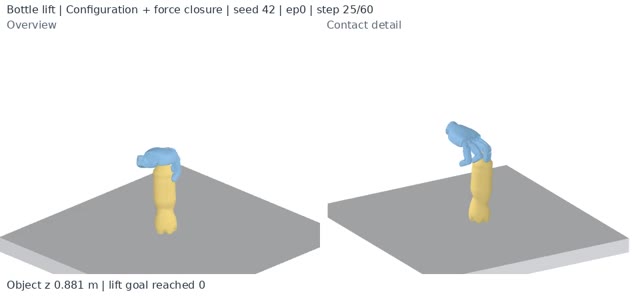 Bottle lift | Configuration + force closure | seed 42 | ep0 | step 25/60
Overview
Contact detail
Object z 0.881 m | lift goal reached 0